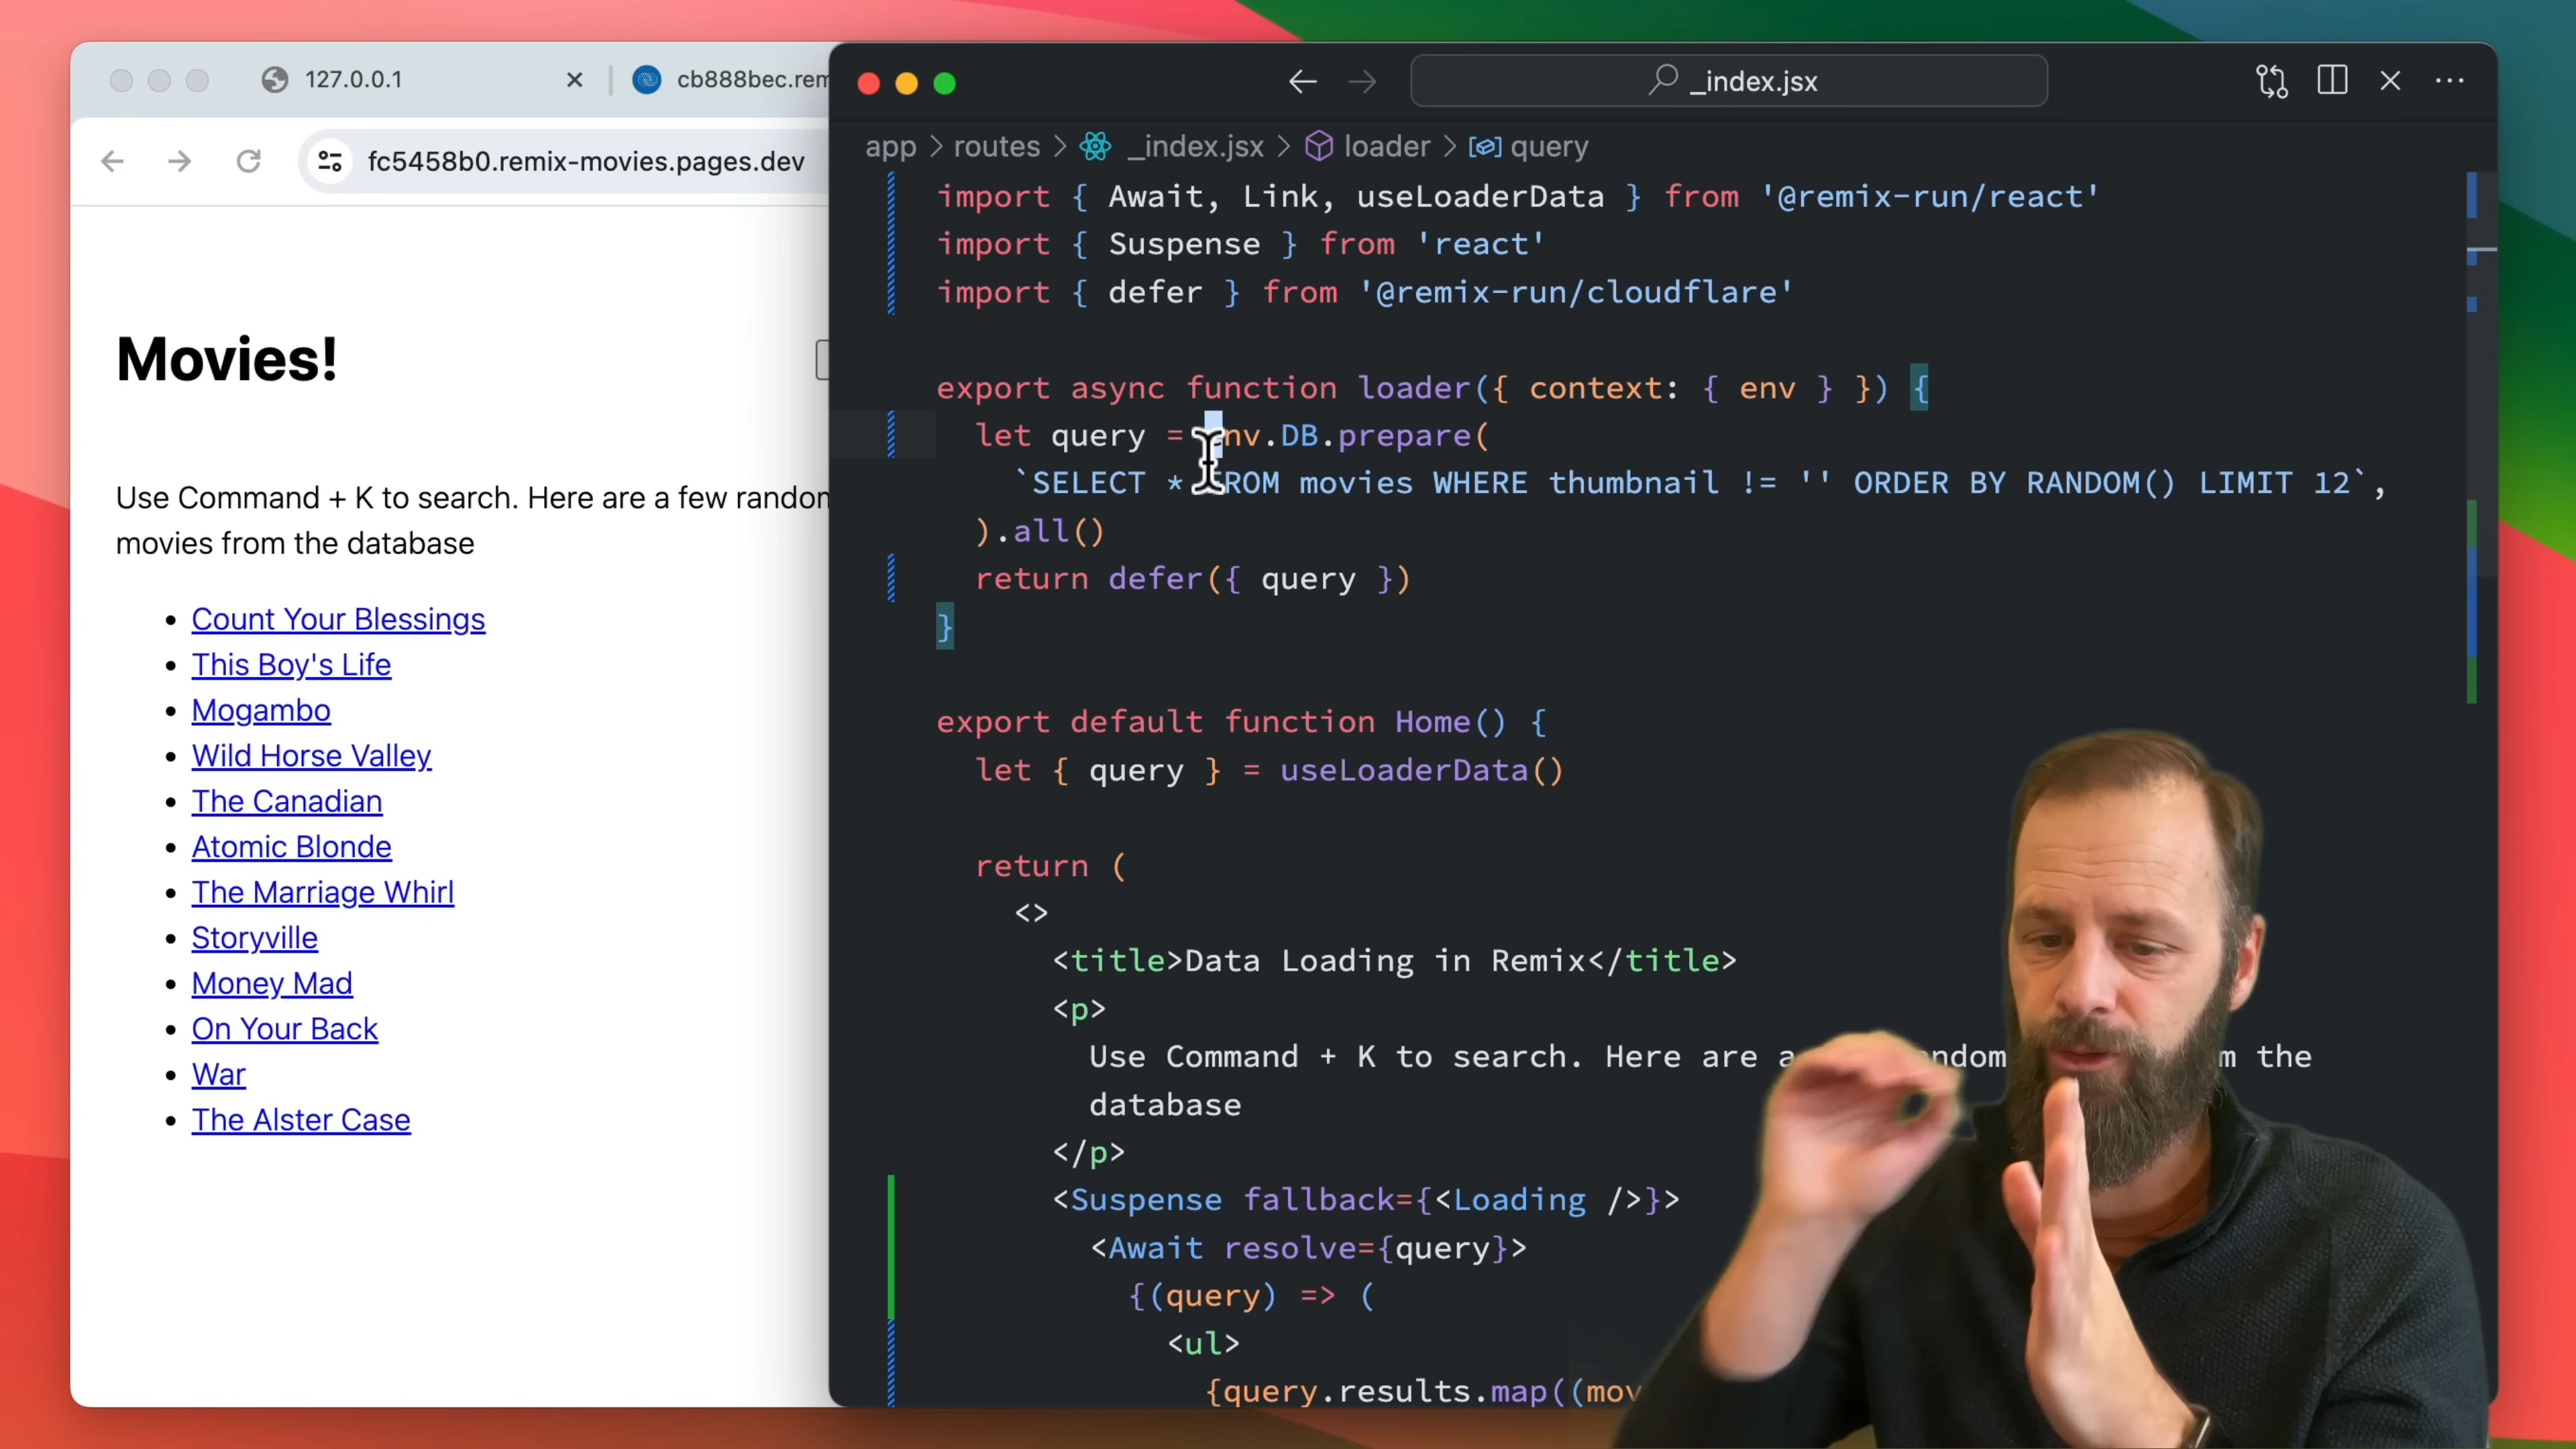 127.0.0.1
cb888bec.rem
fc5458b0.remix-movies.pages.dev
Movies!
Use Command + K to search. Here are a few random
movies from the database
Count Your Blessings
This Boy's Life
Mogambo
Wild Horse Valley
The Canadian
Atomic Blonde
The Marriage Whirl
Storyville
Money Mad
On Your Back
War
The Alster Case
_index.jsx
app > routes > _index.jsx > loader > query
import { Await, Link, useLoaderData } from '@remix-run/react'
import { Suspense } from 'react'
import { defer } from '@remix-run/cloudflare'
export async function loader({ context: { env } }) {
let query = env.DB.prepare(
`SELECT * FROM movies WHERE thumbnail != '' ORDER BY RANDOM() LIMIT 12`,
).all()
return defer({ query })
}
export default function Home() {
let { query } = useLoaderData()
return (
<>
<title>Data Loading in Remix</title>
<p>
Use Command + K to search. Here are a ndom m the
database
</p>
<Suspense fallback={<Loading />}>
<Await resolve={query}>
{(query) => (
<ul>
{query.results.map((mov